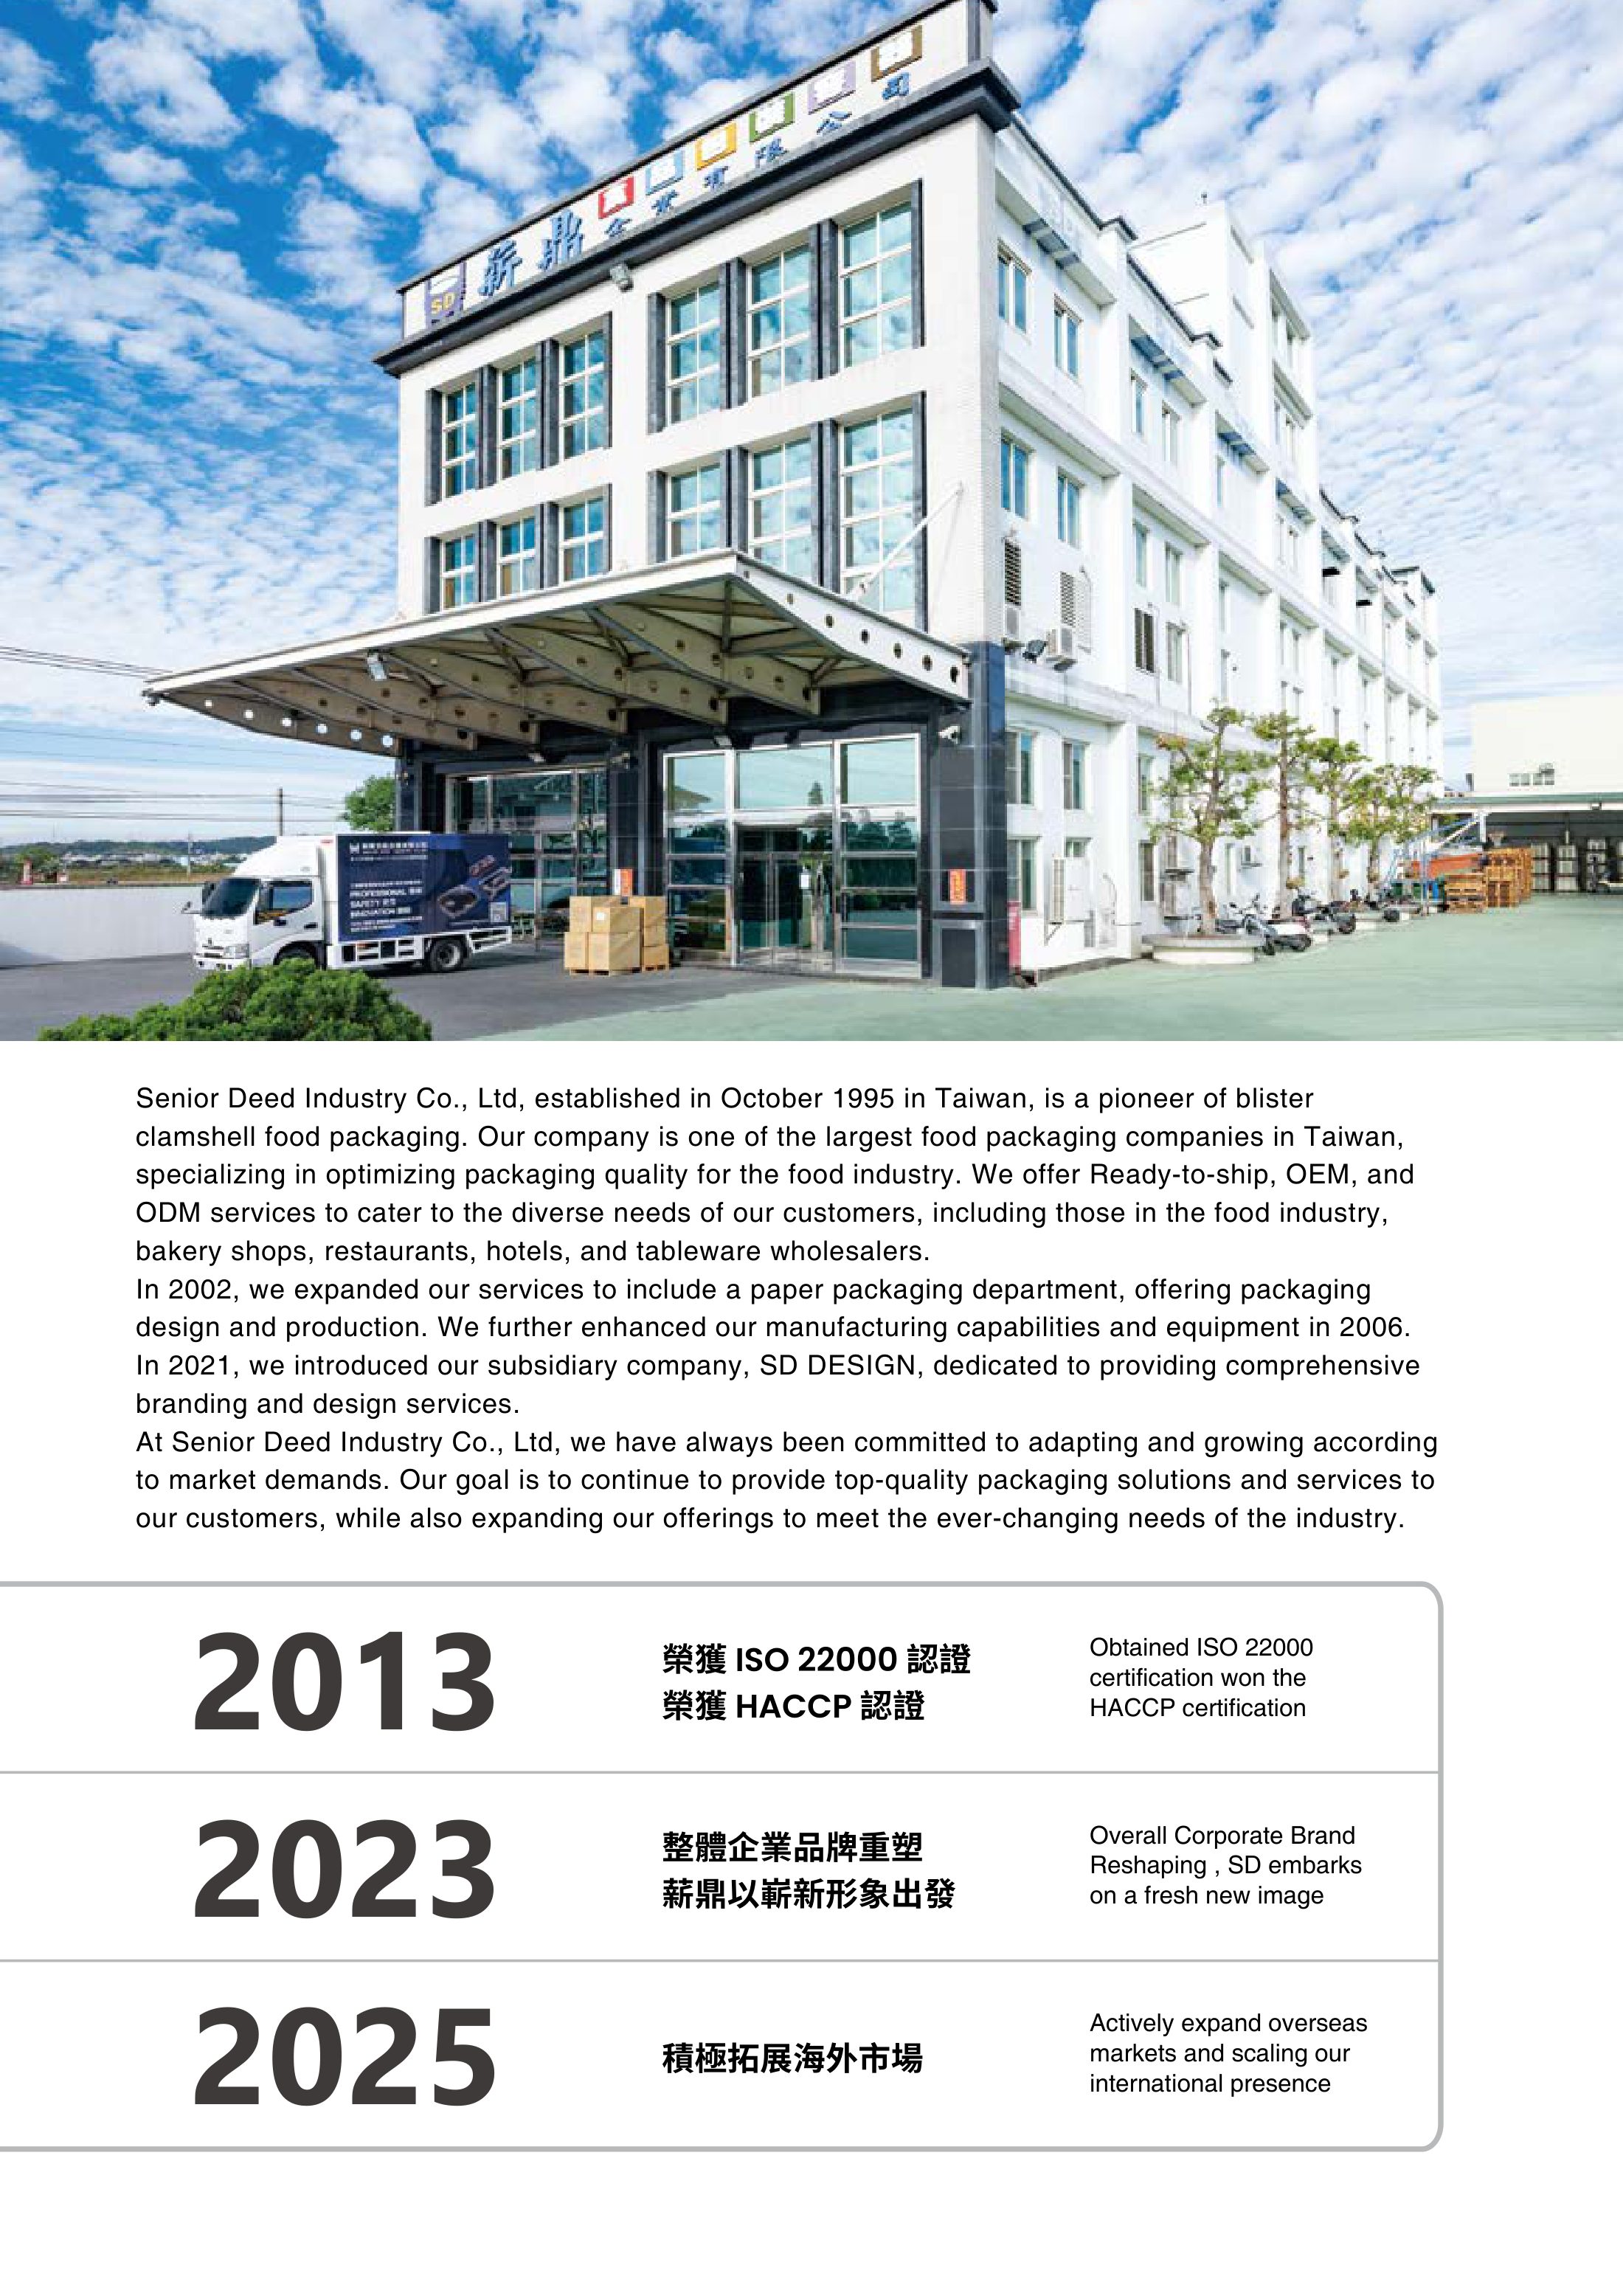 SD 薪鼎
企業有限公司
PROFESSIONAL
SAFETY
INNOVATION
Senior Deed Industry Co., Ltd, established in October 1995 in Taiwan, is a pioneer of blister
clamshell food packaging. Our company is one of the largest food packaging companies in Taiwan,
specializing in optimizing packaging quality for the food industry. We offer Ready-to-ship, OEM, and
ODM services to cater to the diverse needs of our customers, including those in the food industry,
bakery shops, restaurants, hotels, and tableware wholesalers.
In 2002, we expanded our services to include a paper packaging department, offering packaging
design and production. We further enhanced our manufacturing capabilities and equipment in 2006.
In 2021, we introduced our subsidiary company, SD DESIGN, dedicated to providing comprehensive
branding and design services.
At Senior Deed Industry Co., Ltd, we have always been committed to adapting and growing according
to market demands. Our goal is to continue to provide top-quality packaging solutions and services to
our customers, while also expanding our offerings to meet the ever-changing needs of the industry.
2013
榮獲 ISO 22000 認證
榮獲 HACCP 認證
Obtained ISO 22000
certification won the
HACCP certification
2023
整體企業品牌重塑
薪鼎以嶄新形象出發
Overall Corporate Brand
Reshaping , SD embarks
on a fresh new image
2025
積極拓展海外市場
Actively expand overseas
markets and scaling our
international presence